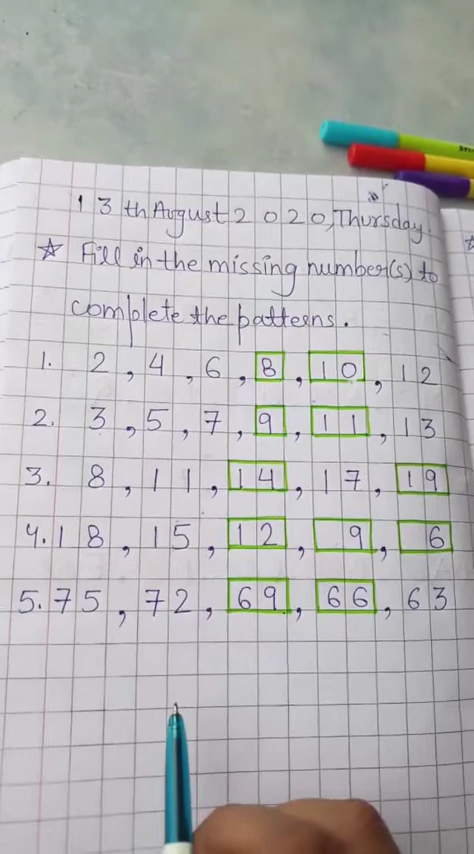 13th August 2020, Thursday.
☆ Fill in the missing number(s) to
complete the patterns.
1. 2, 4, 6, 8, 10, 12
2. 3, 5, 7, 9, 11, 13
3. 8, 11, 14, 17, 19
4. 18, 15, 12, 9, 6
5. 75, 72, 69, 66, 63